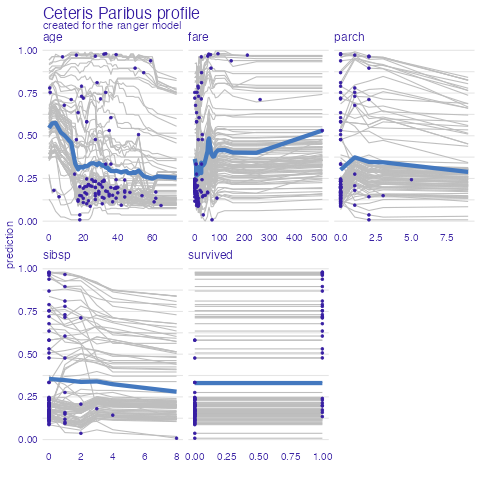 Ceteris Paribus profile
created for the ranger model
age
fare
parch
1.00
0.75
0.50
0.25
0.00
0 20 40 60
0 100 200 300 400 500
0.0 2.5 5.0 7.5
prediction
sibsp
survived
1.00
0.75
0.50
0.25
0.00
0 2 4 6 8
0.00 0.25 0.50 0.75 1.00